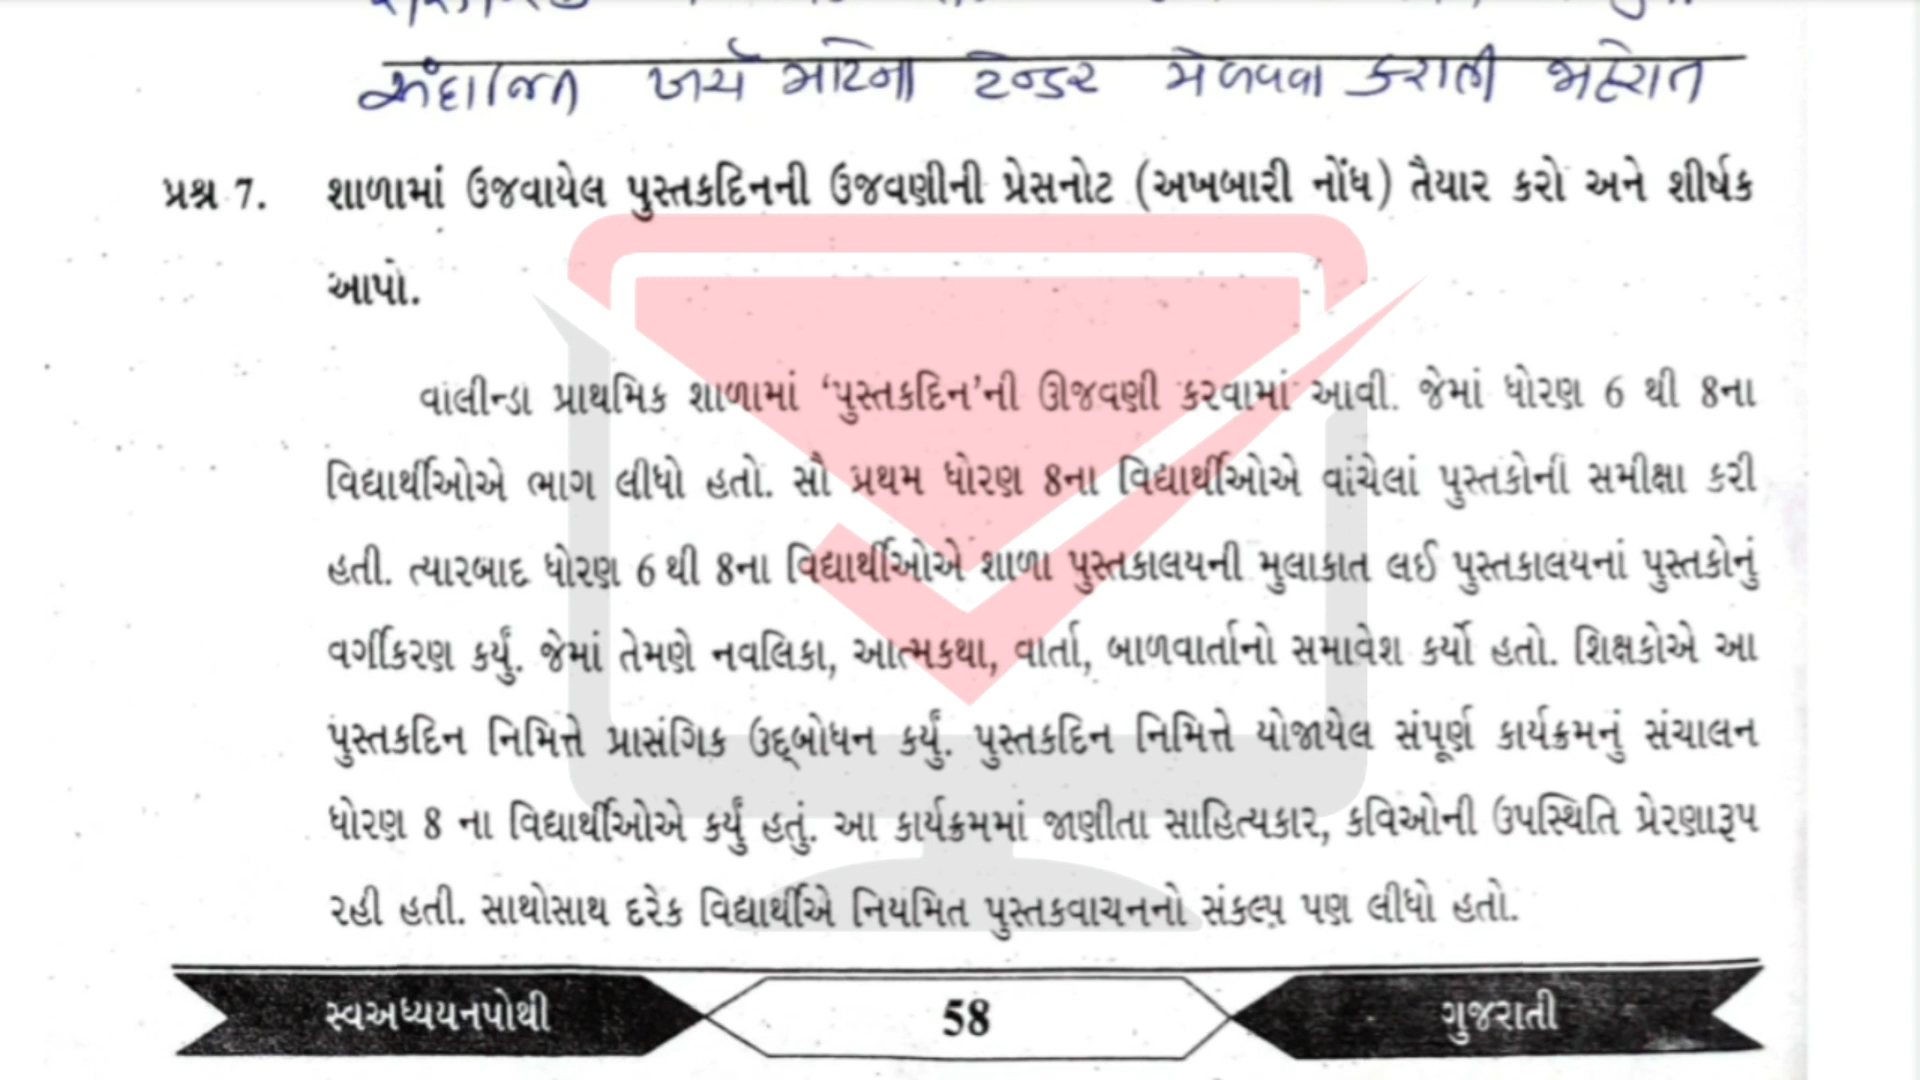 અંદાજિત ખર્ચ માટેના ટેન્ડર મેળવવા કરાતી જાહેરાત
પ્રશ્ન 7. શાળામાં ઉજવાયેલ પુસ્તકદિનની ઉજવણીની પ્રેસનોટ (અખબારી નોંધ) તૈયાર કરો અને શીર્ષક
આપો.
વાલીન્ડા પ્રાથમિક શાળામાં ‘પુસ્તકદિન’ની ઊજવણી કરવામાં આવી. જેમાં ધોરણ 6 થી 8ના
વિદ્યાર્થીઓએ ભાગ લીધો હતો. સૌ પ્રથમ ધોરણ 8ના વિદ્યાર્થીઓએ વાંચેલાં પુસ્તકોની સમીક્ષા કરી
હતી. ત્યારબાદ ધોરણ 6 થી 8ના વિદ્યાર્થીઓએ શાળા પુસ્તકાલયની મુલાકાત લઈ પુસ્તકાલયનાં પુસ્તકોનું
વર્ગીકરણ કર્યું. જેમાં તેમણે નવલિકા, આત્મકથા, વાર્તા, બાળવાર્તાનો સમાવેશ કર્યો હતો. શિક્ષકોએ આ
પુસ્તકદિન નિમિત્તે પ્રાસંગિક ઉદ્દબોધન કર્યું. પુસ્તકદિન નિમિત્તે યોજાયેલ સંપૂર્ણ કાર્યક્રમનું સંચાલન
ધોરણ 8 ના વિદ્યાર્થીઓએ કર્યું હતું. આ કાર્યક્રમમાં જાણીતા સાહિત્યકાર, કવિઓની ઉપસ્થિતિ પ્રેરણારૂપ
રહી હતી. સાથોસાથ દરેક વિદ્યાર્થીએ નિયમિત પુસ્તકવાચનનો સંકલ્પ પણ લીધો હતો.
સ્વઅધ્યયનપોથી 58 ગુજરાતી